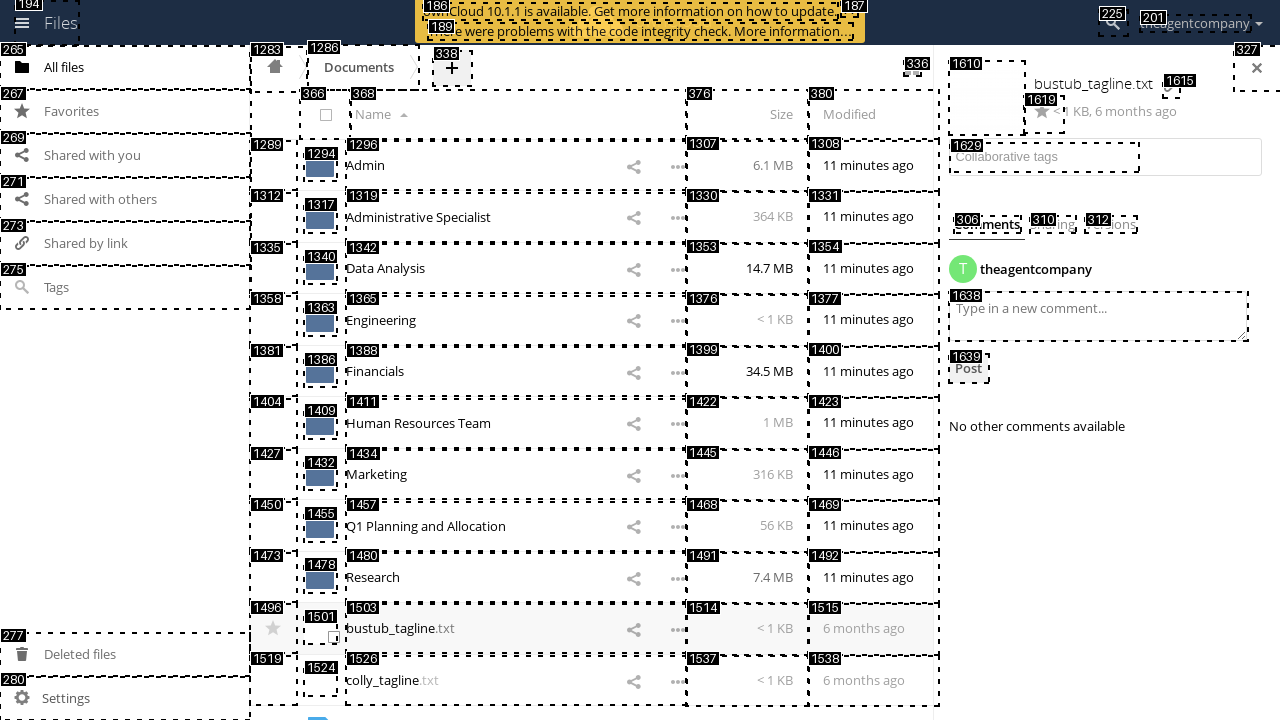 194
Files
186
ownCloud 10.1.1 is available. Get more information on how to update.
187
189
There were problems with the code integrity check. More information…
225
201
theagentcompany
265
All files
267
Favorites
269
Shared with you
271
Shared with others
273
Shared by link
275
Tags
277
Deleted files
280
Settings
1283
1286
Documents
338
+
336
366
368
Name
376
Size
380
Modified
1289
1294
1296
Admin
1307
6.1 MB
1308
11 minutes ago
1312
1317
1319
Administrative Specialist
1330
364 KB
1331
11 minutes ago
1335
1340
1342
Data Analysis
1353
14.7 MB
1354
11 minutes ago
1358
1363
1365
Engineering
1376
< 1 KB
1377
11 minutes ago
1381
1386
1388
Financials
1399
34.5 MB
1400
11 minutes ago
1404
1409
1411
Human Resources Team
1422
1 MB
1423
11 minutes ago
1427
1432
1434
Marketing
1445
316 KB
1446
11 minutes ago
1450
1455
1457
Q1 Planning and Allocation
1468
56 KB
1469
11 minutes ago
1473
1478
1480
Research
1491
7.4 MB
1492
11 minutes ago
1496
1501
1503
bustub_tagline.txt
1514
< 1 KB
1515
6 months ago
1519
1524
1526
colly_tagline.txt
1537
< 1 KB
1538
6 months ago
327
×
1610
bustub_tagline.txt
1615
1619
< 1 KB, 6 months ago
1629
Collaborative tags
306
Comments
310
Sharing
312
Versions
T
theagentcompany
1638
Type in a new comment...
1639
Post
No other comments available